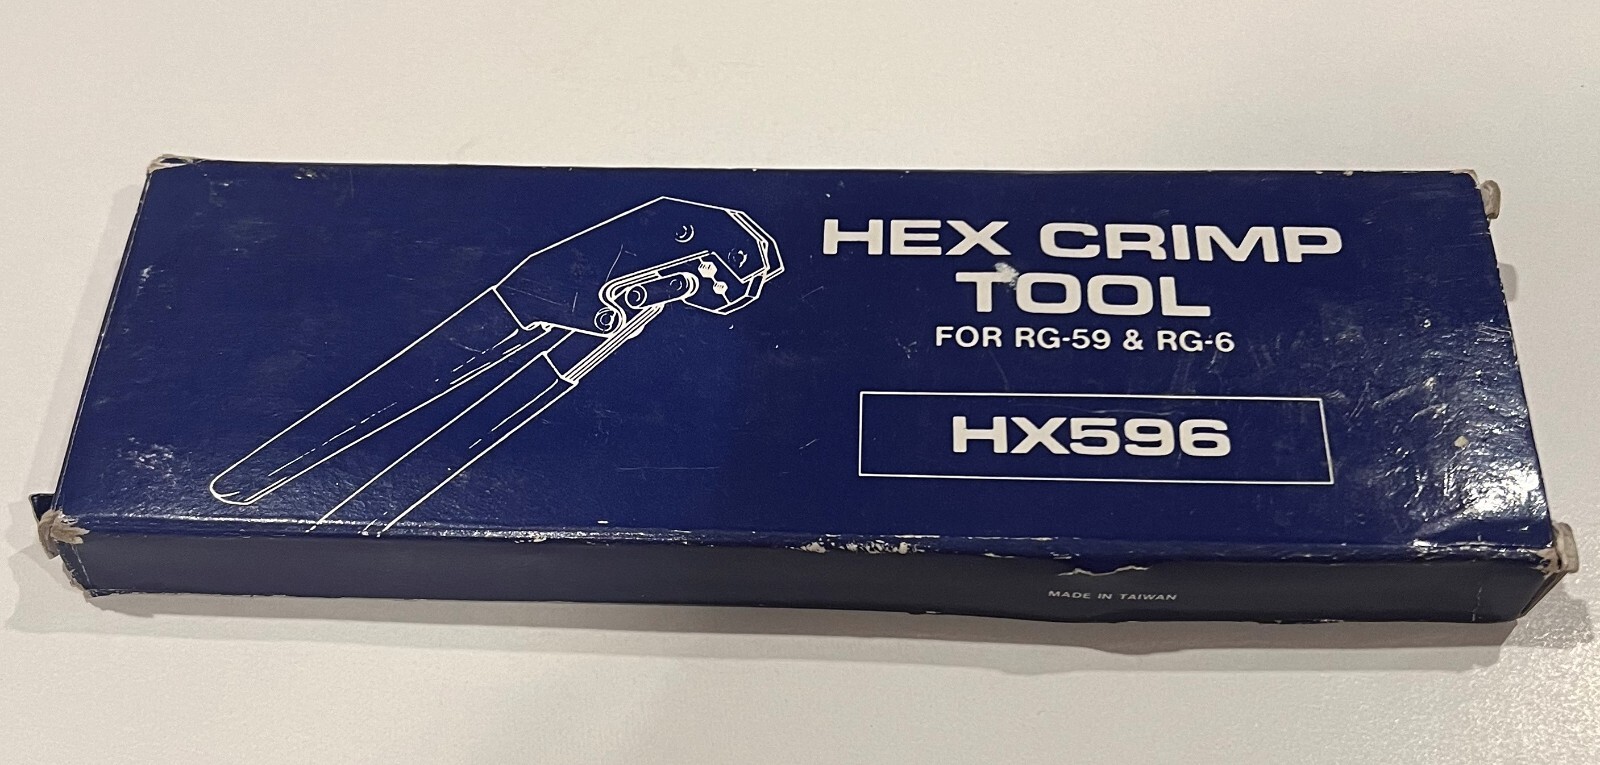 HEX CRIMP
TOOL
FOR RG-59 & RG-6
HX596
MADE IN TAIWAN